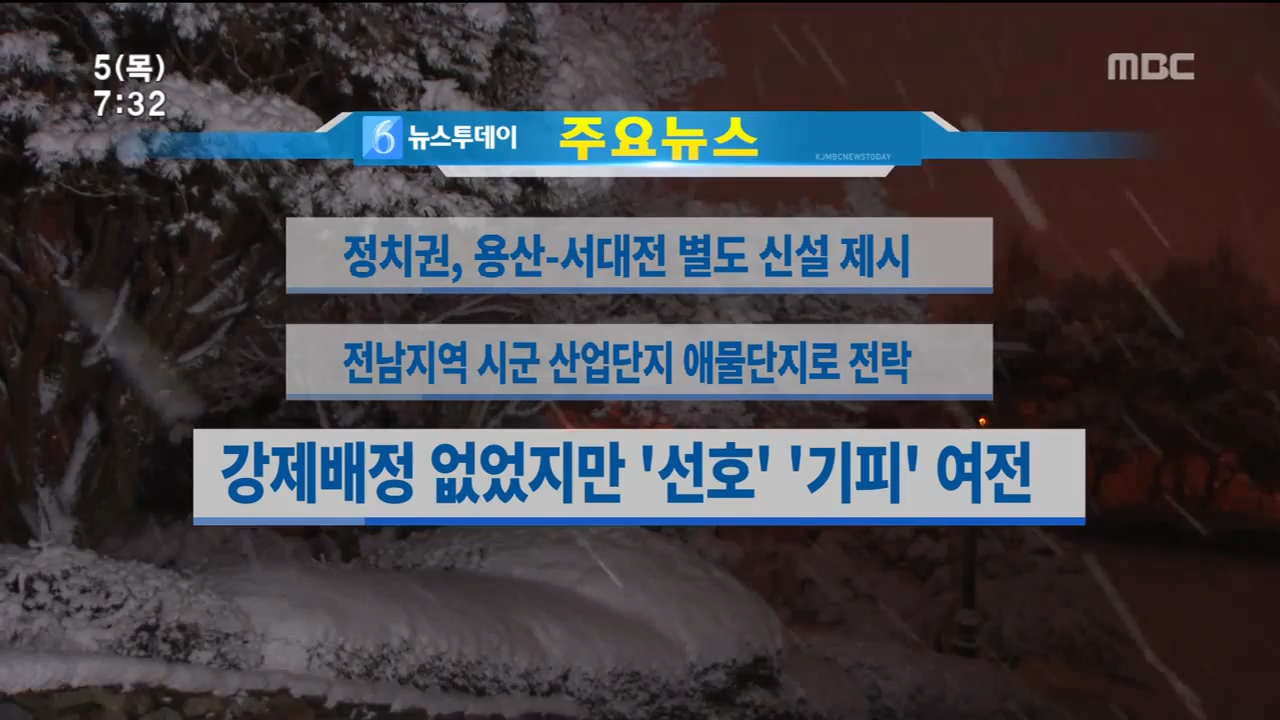 5(목)
7:32
MBC
6 뉴스투데이 주요뉴스
KJMBCNEWSTODAY
정치권, 용산-서대전 별도 신설 제시
전남지역 시군 산업단지 애물단지로 전락
강제배정 없었지만 '선호' '기피' 여전